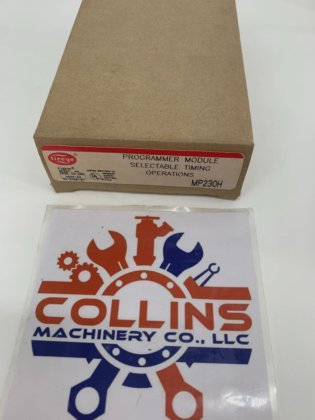 fireye
PROGRAMMER MODULE
SELECTABLE TIMING
OPERATIONS
MP230H
COLLINS
MACHINERY CO., LLC